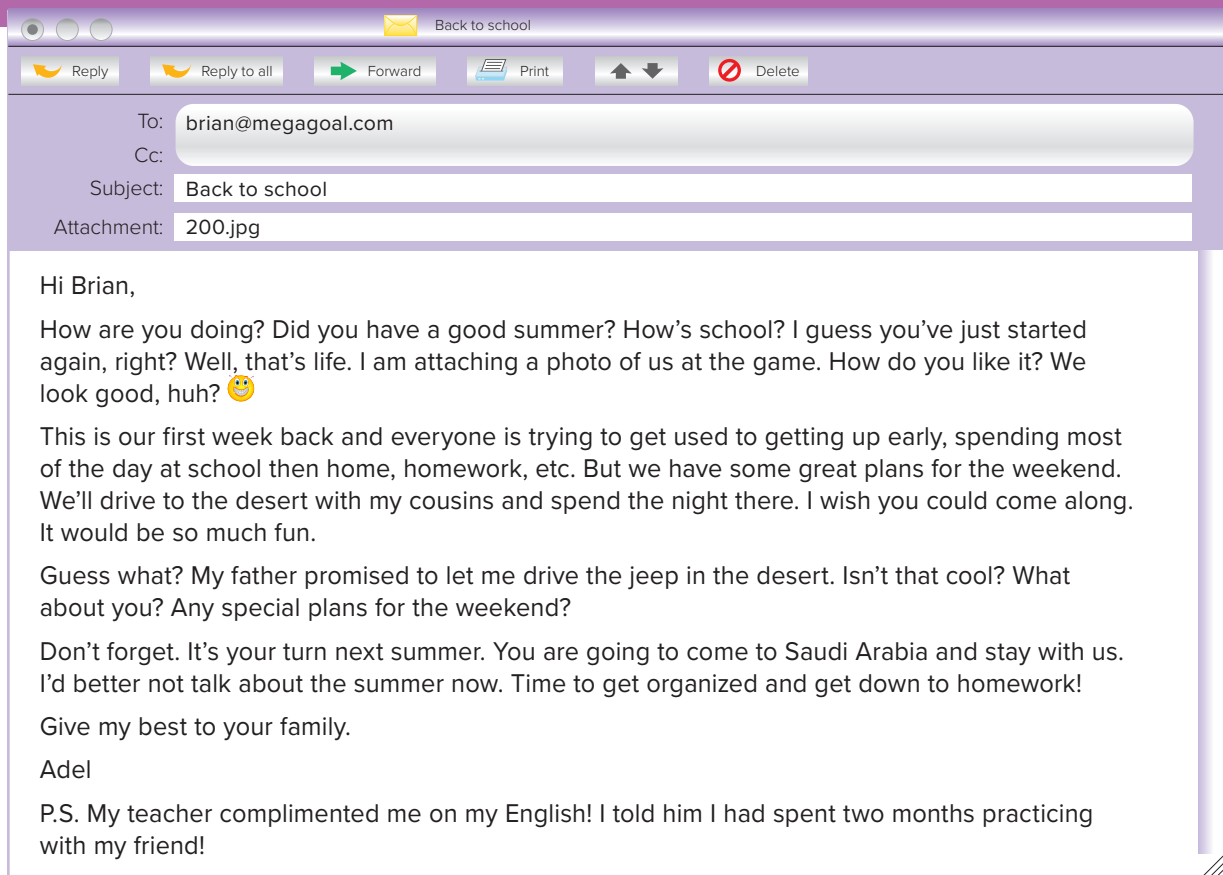 Back to school
Reply
Reply to all
Forward
Print
Delete
To:
brian@megagoal.com
Cc:
Subject:
Back to school
Attachment:
200.jpg
Hi Brian,
How are you doing? Did you have a good summer? How's school? I guess you've just started
again, right? Well, that's life. I am attaching a photo of us at the game. How do you like it? We
look good, huh?
This is our first week back and everyone is trying to get used to getting up early, spending most
of the day at school then home, homework, etc. But we have some great plans for the weekend.
We'll drive to the desert with my cousins and spend the night there. I wish you could come along.
It would be so much fun.
Guess what? My father promised to let me drive the jeep in the desert. Isn't that cool? What
about you? Any special plans for the weekend?
Don't forget. It's your turn next summer. You are going to come to Saudi Arabia and stay with us.
I'd better not talk about the summer now. Time to get organized and get down to homework!
Give my best to your family.
Adel
P.S. My teacher complimented me on my English! I told him I had spent two months practicing
with my friend!